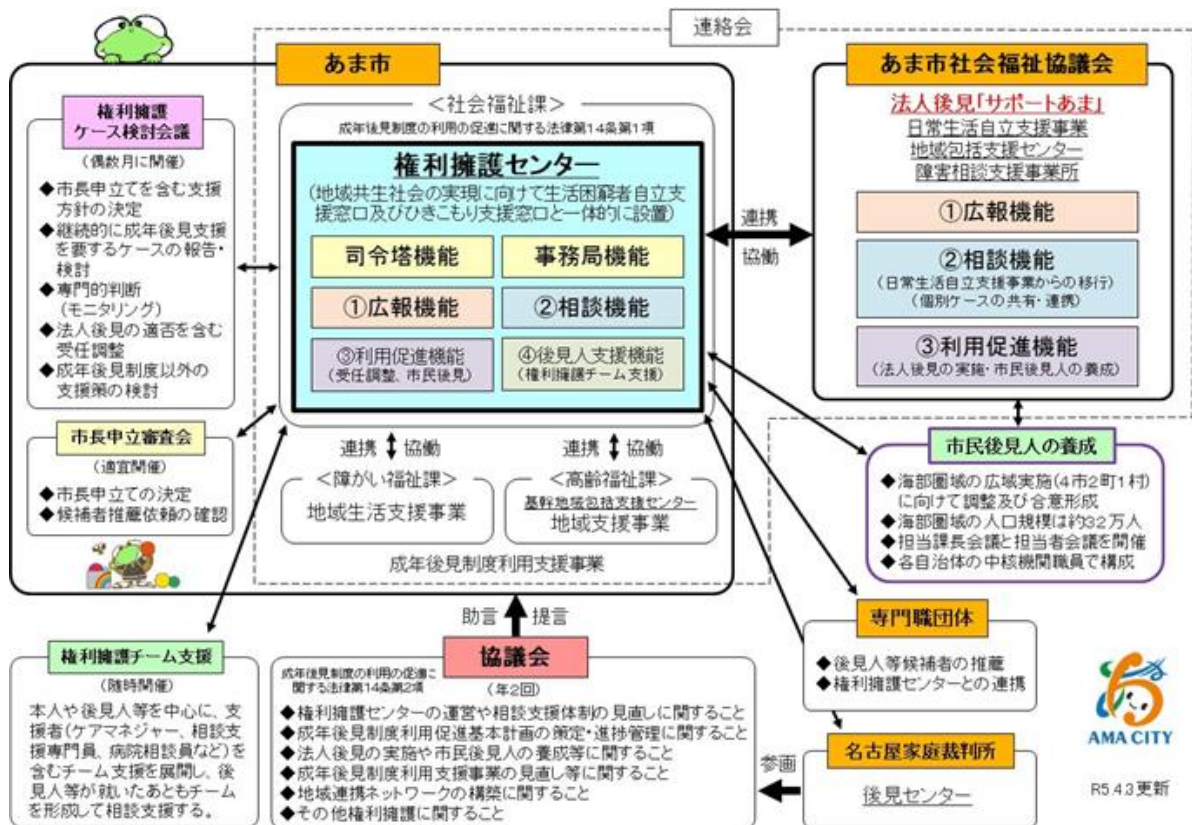 連絡会
あま市
<社会福祉課>
成年後見制度の利用の促進に関する法律第14条第1項
権利擁護センター
(地域共生社会の実現に向けて生活困窮者自立支
援窓口及びひきこもり支援窓口と一体的に設置)
司令塔機能
事務局機能
①広報機能
②相談機能
③利用促進機能
(受任調整、市民後見)
④後見人支援機能
(権利擁護チーム支援)
連携
協働
連携
協働
<障がい福祉課>
地域生活支援事業
<高齢福祉課>
基幹地域包括支援センター
地域支援事業
成年後見制度利用支援事業
権利擁護
ケース検討会議
(偶数月に開催)
◆市長申立てを含む支援
方針の決定
◆継続的に成年後見支援
を要するケースの報告・
検討
◆専門的判断
(モニタリング)
◆法人後見の適否を含む
受任調整
◆成年後見制度以外の
支援策の検討
市長申立審査会
(適宜開催)
◆市長申立ての決定
◆候補者推薦依頼の確認
連携
協働
あま市社会福祉協議会
法人後見「サポートあま」
日常生活自立支援事業
地域包括支援センター
障害相談支援事業所
①広報機能
②相談機能
(日常生活自立支援事業からの移行)
(個別ケースの共有・連携)
③利用促進機能
(法人後見の実施・市民後見人の養成)
市民後見人の養成
◆海部圏域の広域実施(4市2町1村)
に向けて調整及び合意形成
◆海部圏域の人口規模は約32万人
◆担当課長会議と担当者会議を開催
◆各自治体の中核機関職員で構成
権利擁護チーム支援
(随時開催)
本人や後見人等を中心に、支
援者(ケアマネジャー、相談支
援専門員、病院相談員など)を
含むチーム支援を展開し、後
見人等が就いたあともチーム
を形成して相談支援する。
助言
提言
協議会
成年後見制度の利用の促進に
関する法律第14条第2項
(年2回)
◆権利擁護センターの運営や相談支援体制の見直しに関すること
◆成年後見制度利用促進基本計画の策定・進捗管理に関すること
◆法人後見の実施や市民後見人の養成等に関すること
◆成年後見制度利用支援事業の見直し等に関すること
◆地域連携ネットワークの構築に関すること
◆その他権利擁護に関すること
専門職団体
◆後見人等候補者の推薦
◆権利擁護センターとの連携
参画
名古屋家庭裁判所
後見センター
AMA CITY
R5.4.3更新